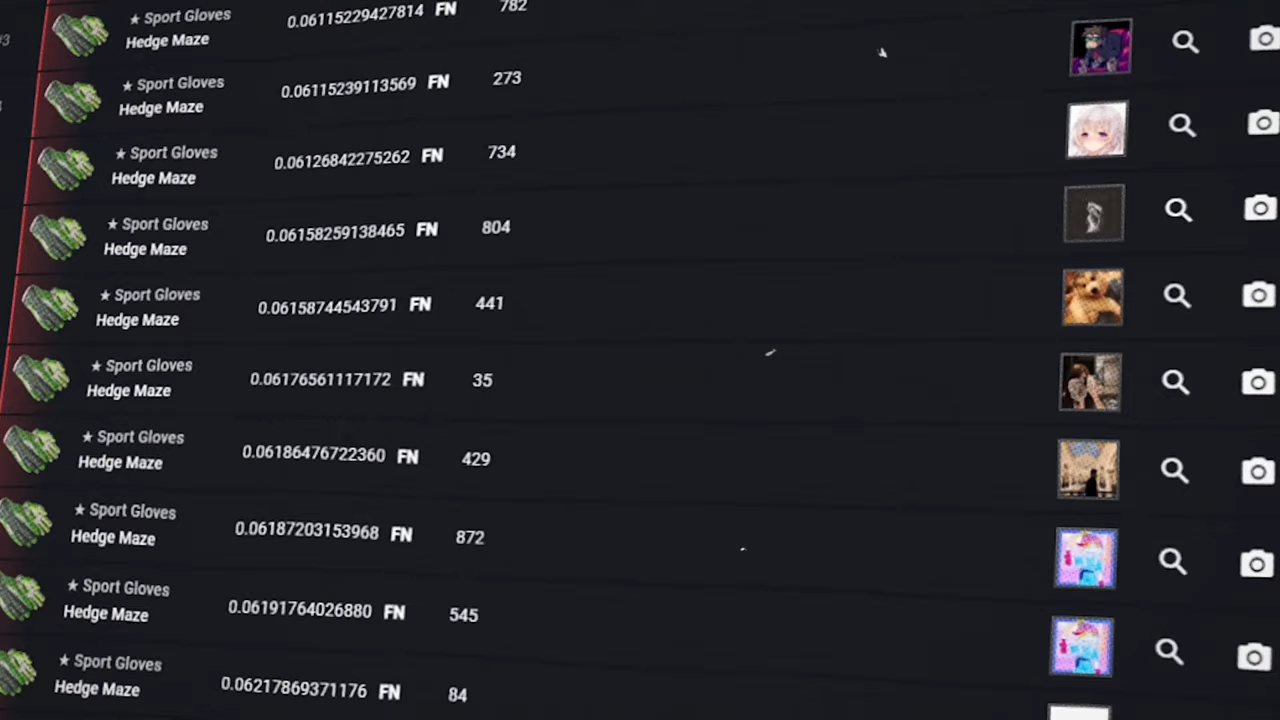 #3
★ Sport Gloves
Hedge Maze
0.06115229427814 FN 782
★ Sport Gloves
Hedge Maze
0.06115239113569 FN 273
★ Sport Gloves
Hedge Maze
0.06126842275262 FN 734
★ Sport Gloves
Hedge Maze
0.06158259138465 FN 804
★ Sport Gloves
Hedge Maze
0.06158744543791 FN 441
★ Sport Gloves
Hedge Maze
0.06176561117172 FN 35
★ Sport Gloves
Hedge Maze
0.06186476722360 FN 429
★ Sport Gloves
Hedge Maze
0.06187203153968 FN 872
★ Sport Gloves
Hedge Maze
0.06191764026880 FN 545
★ Sport Gloves
Hedge Maze
0.06217869371176 FN 84